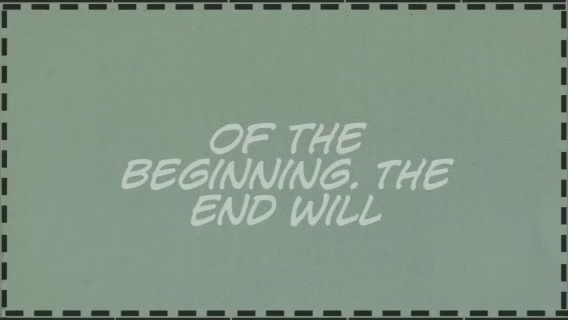 OF THE
BEGINNING. THE
END WILL